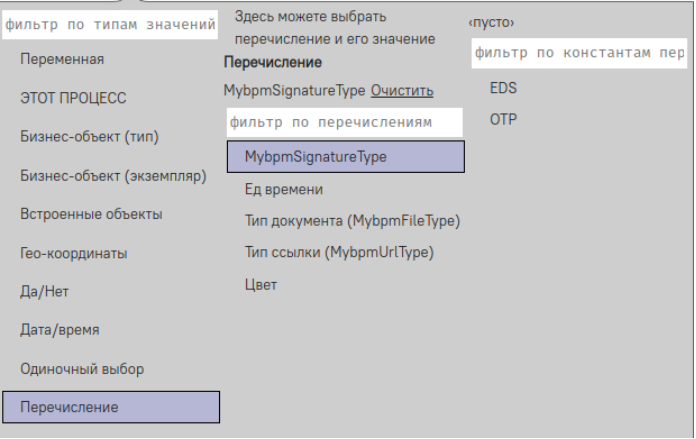 фильтр по типам значений
Переменная
ЭТОТ ПРОЦЕСС
Бизнес-объект (тип)
Бизнес-объект (экземпляр)
Встроенные объекты
Гео-координаты
Да/Нет
Дата/время
Одиночный выбор
Перечисление
Здесь можете выбрать
перечисление и его значение
Перечисление
MybpmSignatureType Очистить
фильтр по перечислениям
MybpmSignatureType
Ед времени
Тип документа (MybpmFileType)
Тип ссылки (MybpmUrlType)
Цвет
‹пусто›
фильтр по константам пер
EDS
OTP